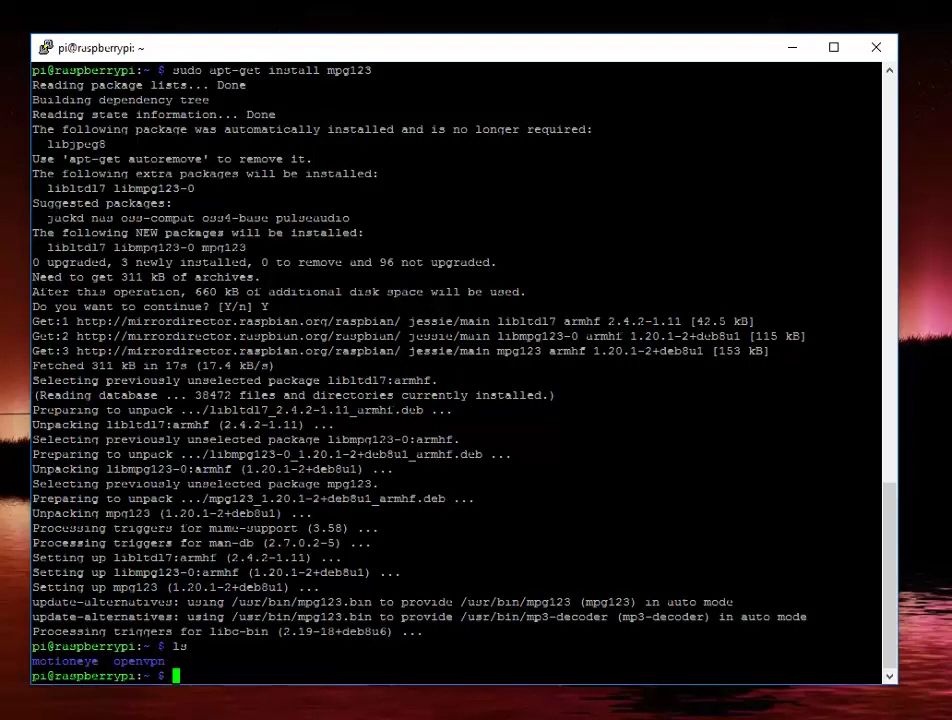 pi@raspberrypi: ~
pi@raspberrypi:~ $ sudo apt-get install mpg123
Reading package lists... Done
Building dependency tree
Reading state information... Done
The following package was automatically installed and is no longer required:
  libjpeg8
Use 'apt-get autoremove' to remove it.
The following extra packages will be installed:
  libltdl7 libmpg123-0
Suggested packages:
  jackd nas oss-compat oss4-base pulseaudio
The following NEW packages will be installed:
  libltdl7 libmpg123-0 mpg123
0 upgraded, 3 newly installed, 0 to remove and 96 not upgraded.
Need to get 311 kB of archives.
After this operation, 660 kB of additional disk space will be used.
Do you want to continue? [Y/n] Y
Get:1 http://mirrordirector.raspbian.org/raspbian/ jessie/main libltdl7 armhf 2.4.2-1.11 [42.5 kB]
Get:2 http://mirrordirector.raspbian.org/raspbian/ jessie/main libmpg123-0 armhf 1.20.1-2+deb8u1 [115 kB]
Get:3 http://mirrordirector.raspbian.org/raspbian/ jessie/main mpg123 armhf 1.20.1-2+deb8u1 [153 kB]
Fetched 311 kB in 17s (17.4 kB/s)
Selecting previously unselected package libltdl7:armhf.
(Reading database ... 38472 files and directories currently installed.)
Preparing to unpack .../libltdl7_2.4.2-1.11_armhf.deb ...
Unpacking libltdl7:armhf (2.4.2-1.11) ...
Selecting previously unselected package libmpg123-0:armhf.
Preparing to unpack .../libmpg123-0_1.20.1-2+deb8u1_armhf.deb ...
Unpacking libmpg123-0:armhf (1.20.1-2+deb8u1) ...
Selecting previously unselected package mpg123.
Preparing to unpack .../mpg123_1.20.1-2+deb8u1_armhf.deb ...
Unpacking mpg123 (1.20.1-2+deb8u1) ...
Processing triggers for mime-support (3.58) ...
Processing triggers for man-db (2.7.0.2-5) ...
Setting up libltdl7:armhf (2.4.2-1.11) ...
Setting up libmpg123-0:armhf (1.20.1-2+deb8u1) ...
Setting up mpg123 (1.20.1-2+deb8u1) ...
update-alternatives: using /usr/bin/mpg123.bin to provide /usr/bin/mpg123 (mpg123) in auto mode
update-alternatives: using /usr/bin/mpg123.bin to provide /usr/bin/mp3-decoder (mp3-decoder) in auto mode
Processing triggers for libc-bin (2.19-18+deb8u6) ...
pi@raspberrypi:~ $ ls
motioneye  openvpn
pi@raspberrypi:~ $